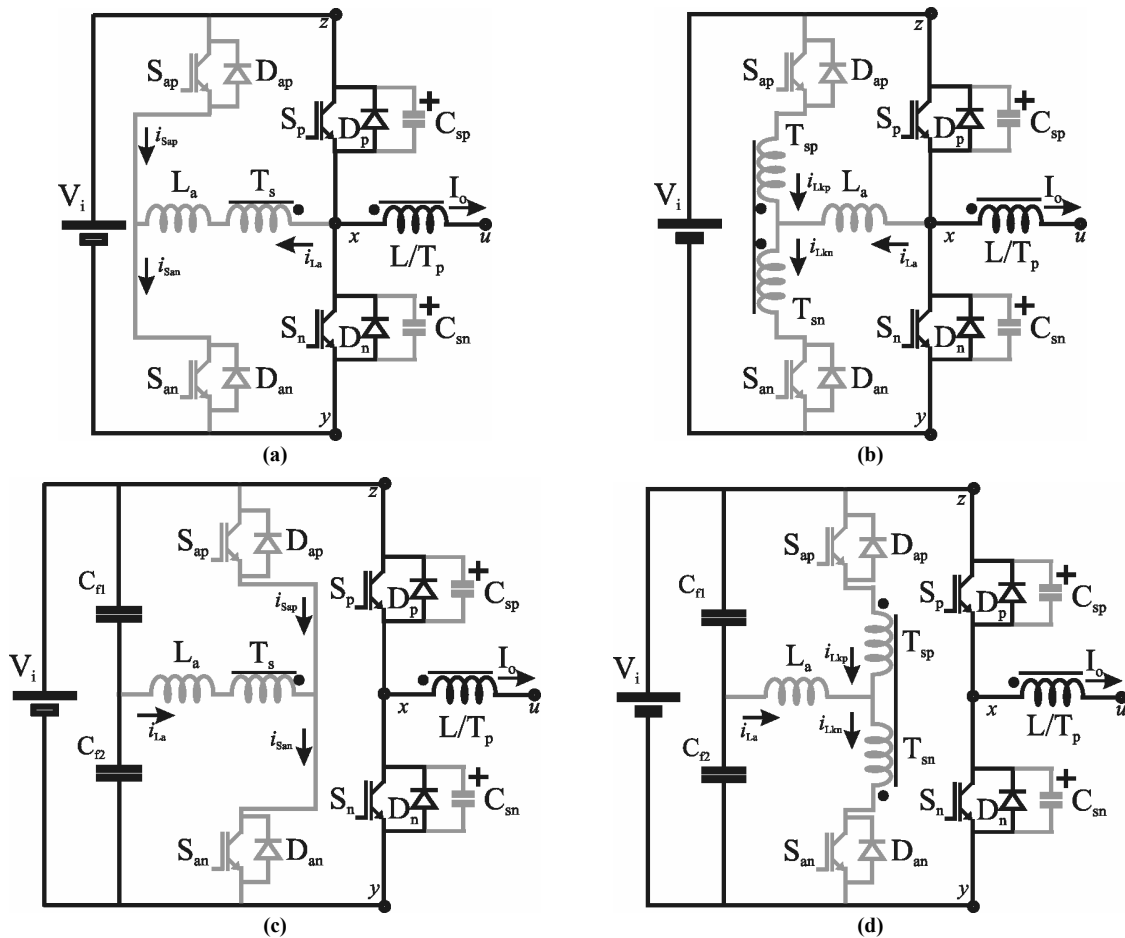 z
S_ap D_ap
S_p D_p C_sp +
i_Sap
V_i L_a T_s I_o
x u
i_La L/T_p
i_San
S_n D_n C_sn +
S_an D_an
y
(a)
z
S_ap D_ap
S_p D_p C_sp +
T_sp
V_i i_Lkp L_a I_o
x u
i_Lkn i_La L/T_p
T_sn
S_n D_n C_sn +
S_an D_an
y
(b)
z
S_ap D_ap
C_f1 S_p D_p C_sp +
i_Sap
V_i L_a T_s I_o
x u
i_La L/T_p
i_San
C_f2 S_n D_n C_sn +
S_an D_an
y
(c)
z
S_ap D_ap
C_f1 S_p D_p C_sp +
T_sp
V_i L_a i_Lkp I_o
x u
i_La i_Lkn L/T_p
T_sn
C_f2 S_n D_n C_sn +
S_an D_an
y
(d)